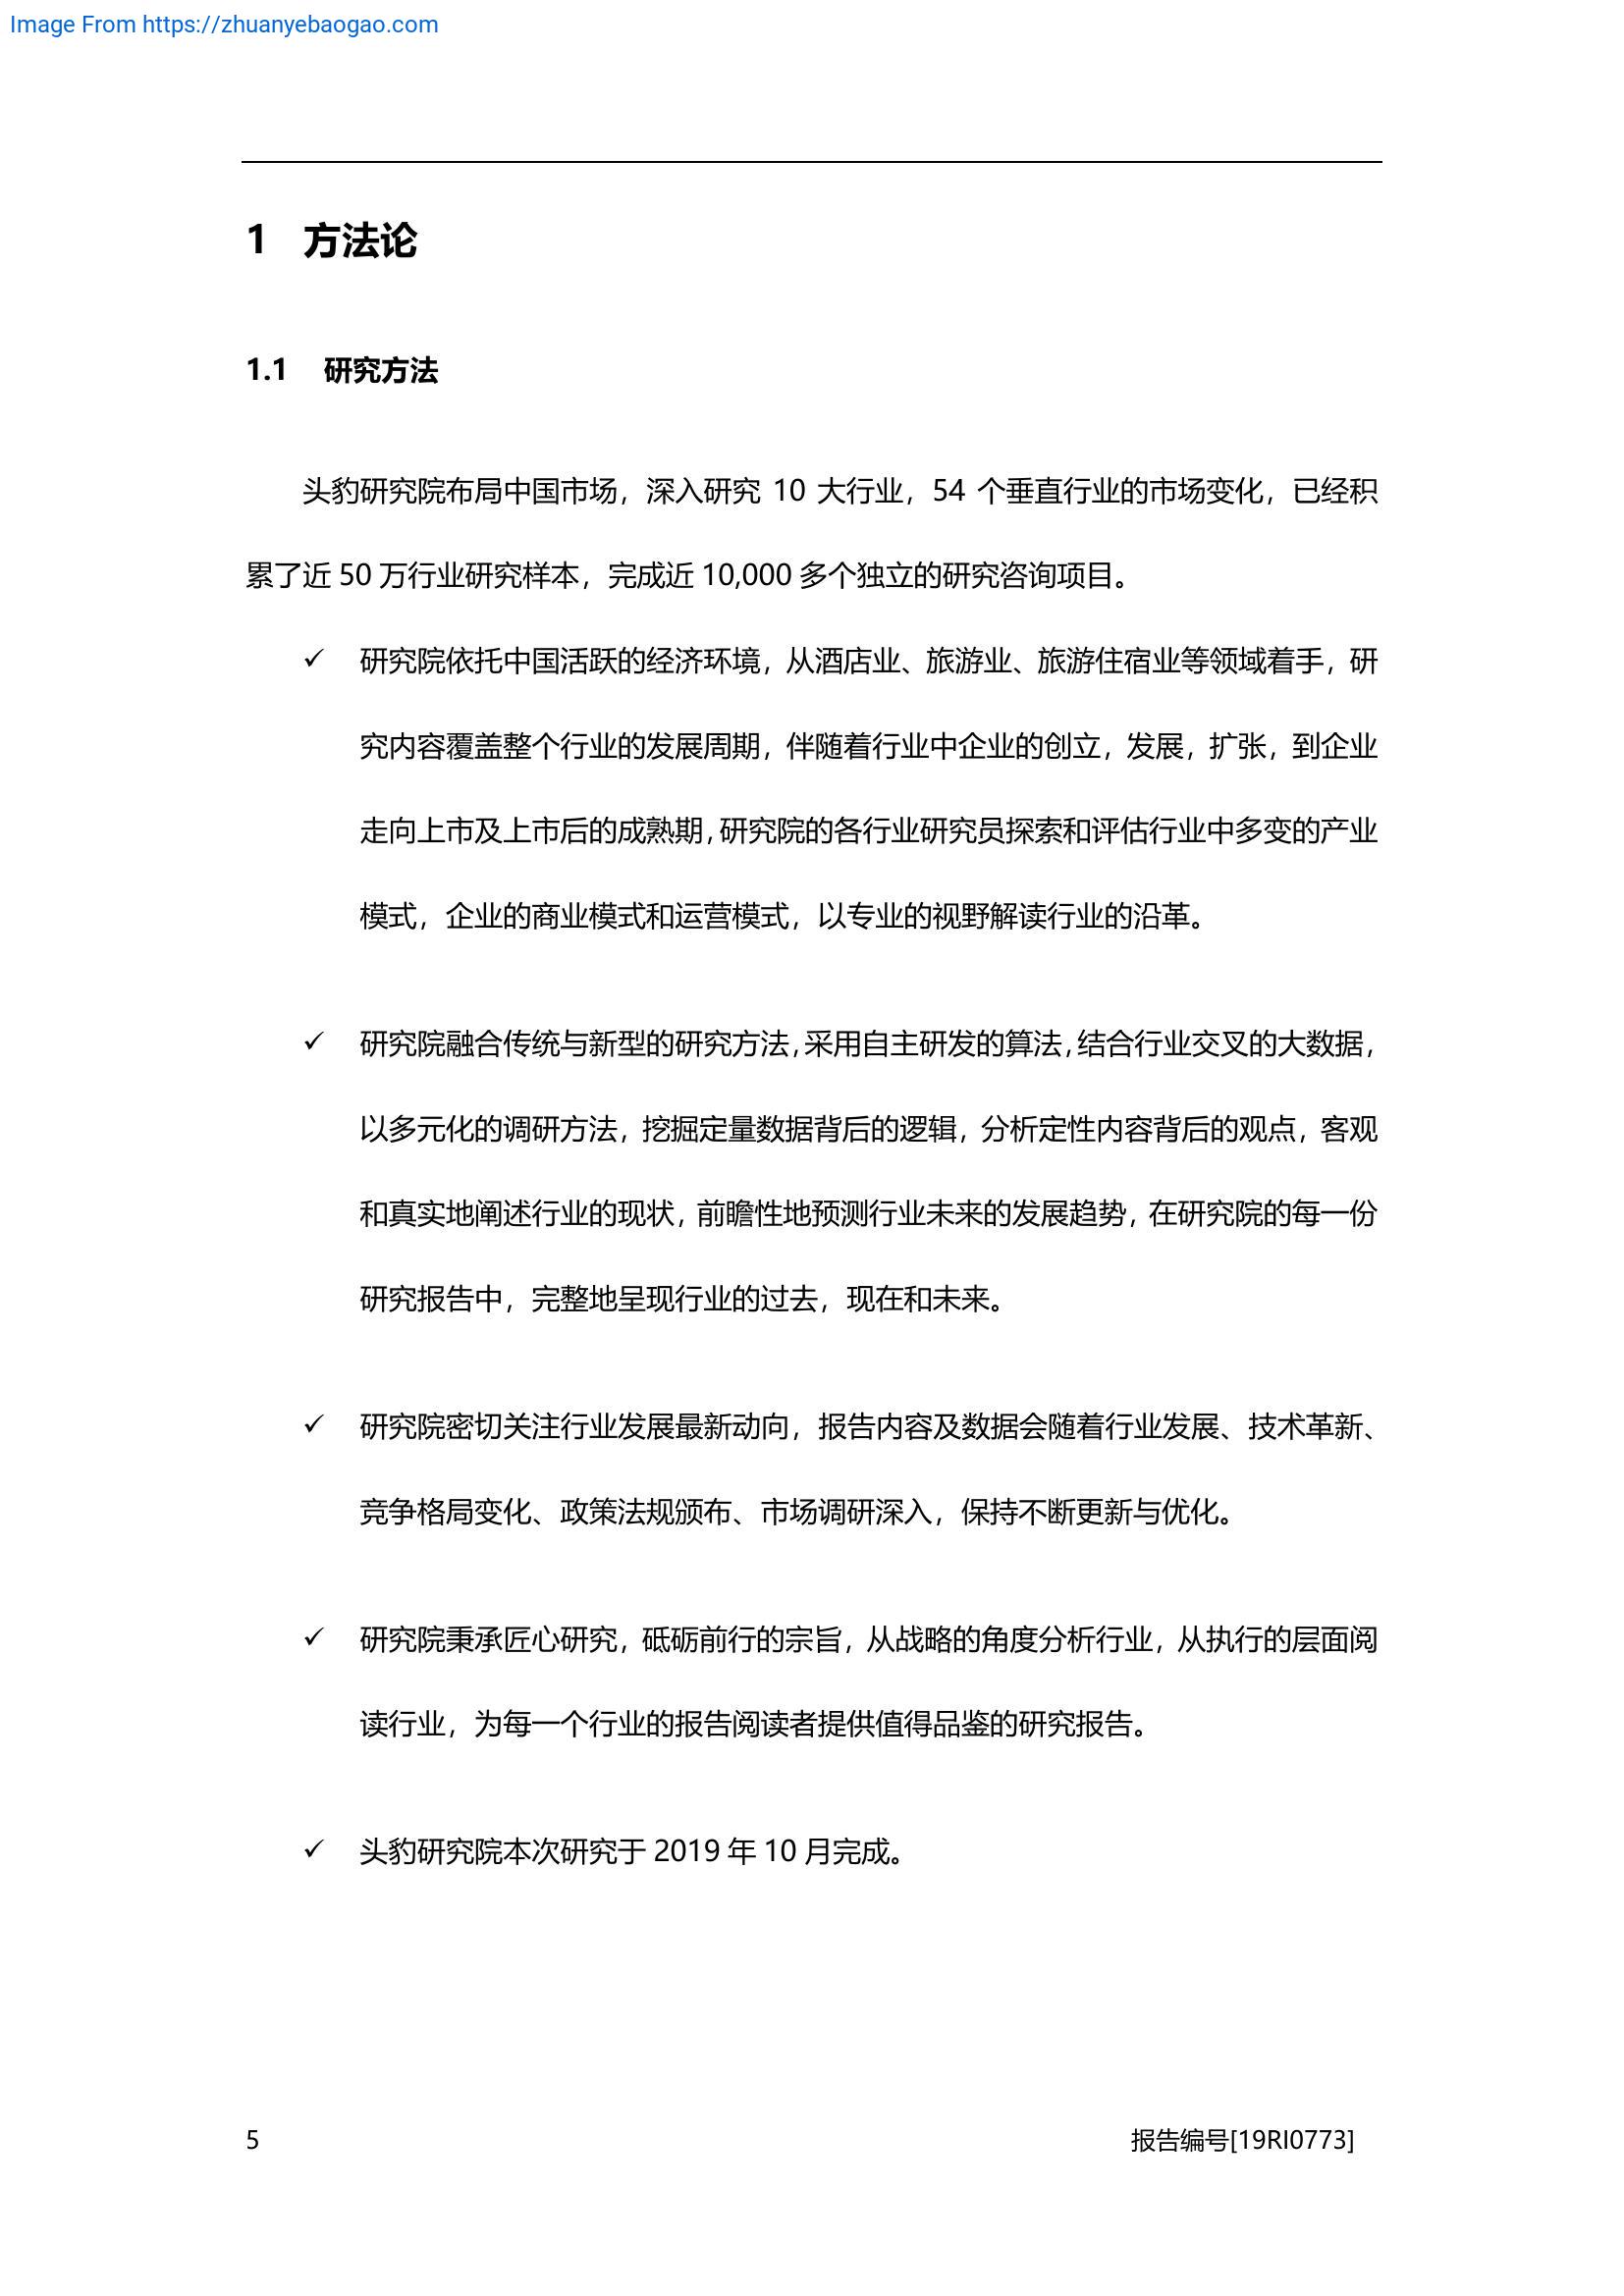 Image From https://zhuanyebaogao.com
1 方法论
1.1 研究方法
头豹研究院布局中国市场，深入研究 10 大行业，54 个垂直行业的市场变化，已经积
累了近 50 万行业研究样本，完成近 10,000 多个独立的研究咨询项目。
✓ 研究院依托中国活跃的经济环境，从酒店业、旅游业、旅游住宿业等领域着手，研
究内容覆盖整个行业的发展周期，伴随着行业中企业的创立，发展，扩张，到企业
走向上市及上市后的成熟期，研究院的各行业研究员探索和评估行业中多变的产业
模式，企业的商业模式和运营模式，以专业的视野解读行业的沿革。
✓ 研究院融合传统与新型的研究方法，采用自主研发的算法，结合行业交叉的大数据，
以多元化的调研方法，挖掘定量数据背后的逻辑，分析定性内容背后的观点，客观
和真实地阐述行业的现状，前瞻性地预测行业未来的发展趋势，在研究院的每一份
研究报告中，完整地呈现行业的过去，现在和未来。
✓ 研究院密切关注行业发展最新动向，报告内容及数据会随着行业发展、技术革新、
竞争格局变化、政策法规颁布、市场调研深入，保持不断更新与优化。
✓ 研究院秉承匠心研究，砥砺前行的宗旨，从战略的角度分析行业，从执行的层面阅
读行业，为每一个行业的报告阅读者提供值得品鉴的研究报告。
✓ 头豹研究院本次研究于 2019 年 10 月完成。
5 报告编号[19RI0773]